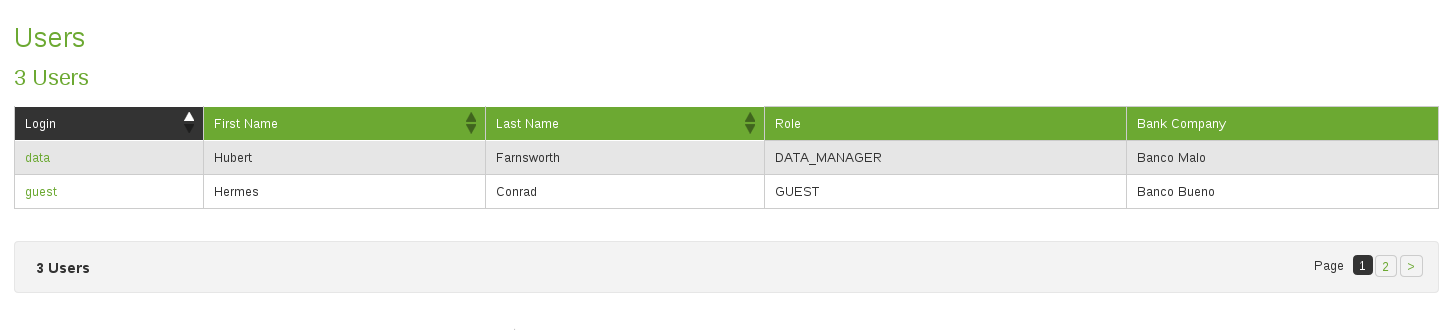 Users
3 Users
Login First Name Last Name Role Bank Company
data Hubert Farnsworth DATA_MANAGER Banco Malo
guest Hermes Conrad GUEST Banco Bueno
3 Users Page 1 2 >